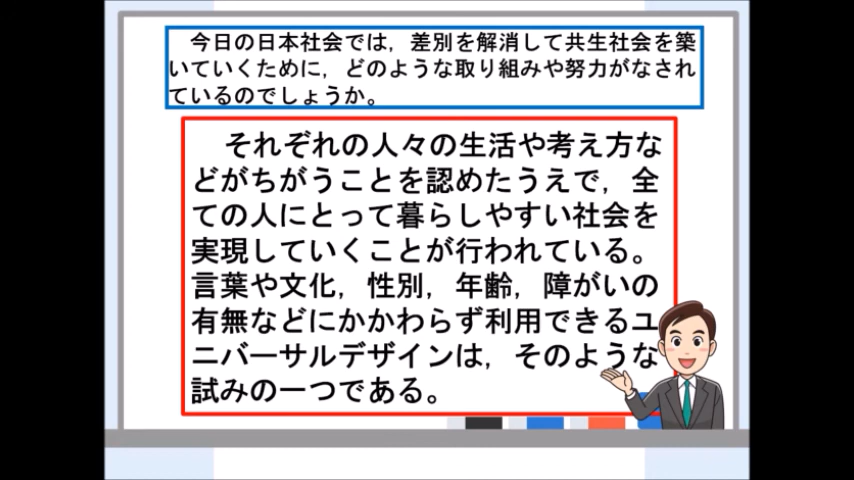 今日の日本社会では，差別を解消して共生社会を築
いていくために，どのような取り組みや努力がなされ
ているのでしょうか。
それぞれの人々の生活や考え方な
どがちがうことを認めたうえで，全
ての人にとって暮らしやすい社会を
実現していくことが行われている。
言葉や文化，性別，年齢，障がいの
有無などにかかわらず利用できるユ
ニバーサルデザインは，そのような
試みの一つである。